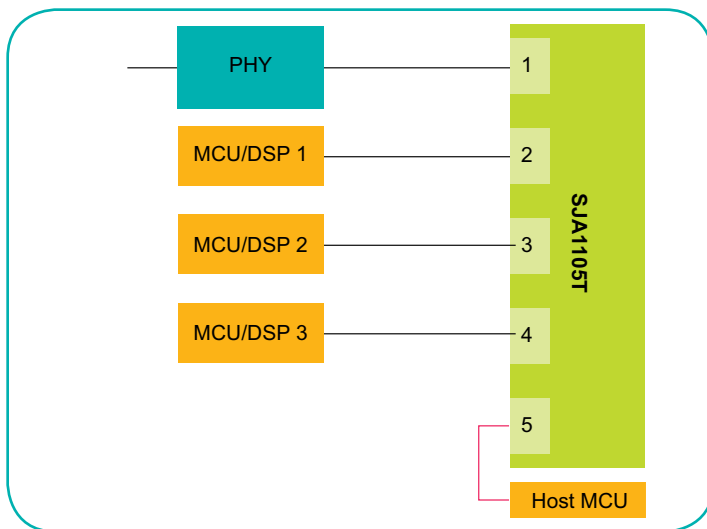 PHY
1
MCU/DSP 1
2
MCU/DSP 2
3
MCU/DSP 3
4
5
SJA1105T
Host MCU